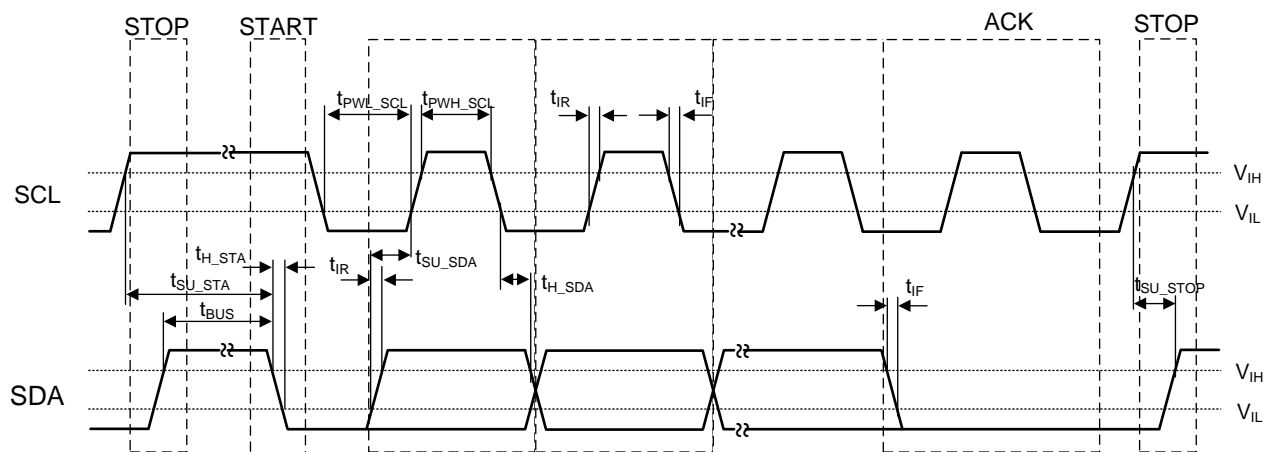 STOP START ACK STOP
tPWL_SCL tPWH_SCL tIR tIF
VIH
SCL
VIL
tH_STA
tIR tSU_SDA
tH_SDA
tSU_STA
tIF tSU_STOP
tBUS
VIH
SDA
VIL